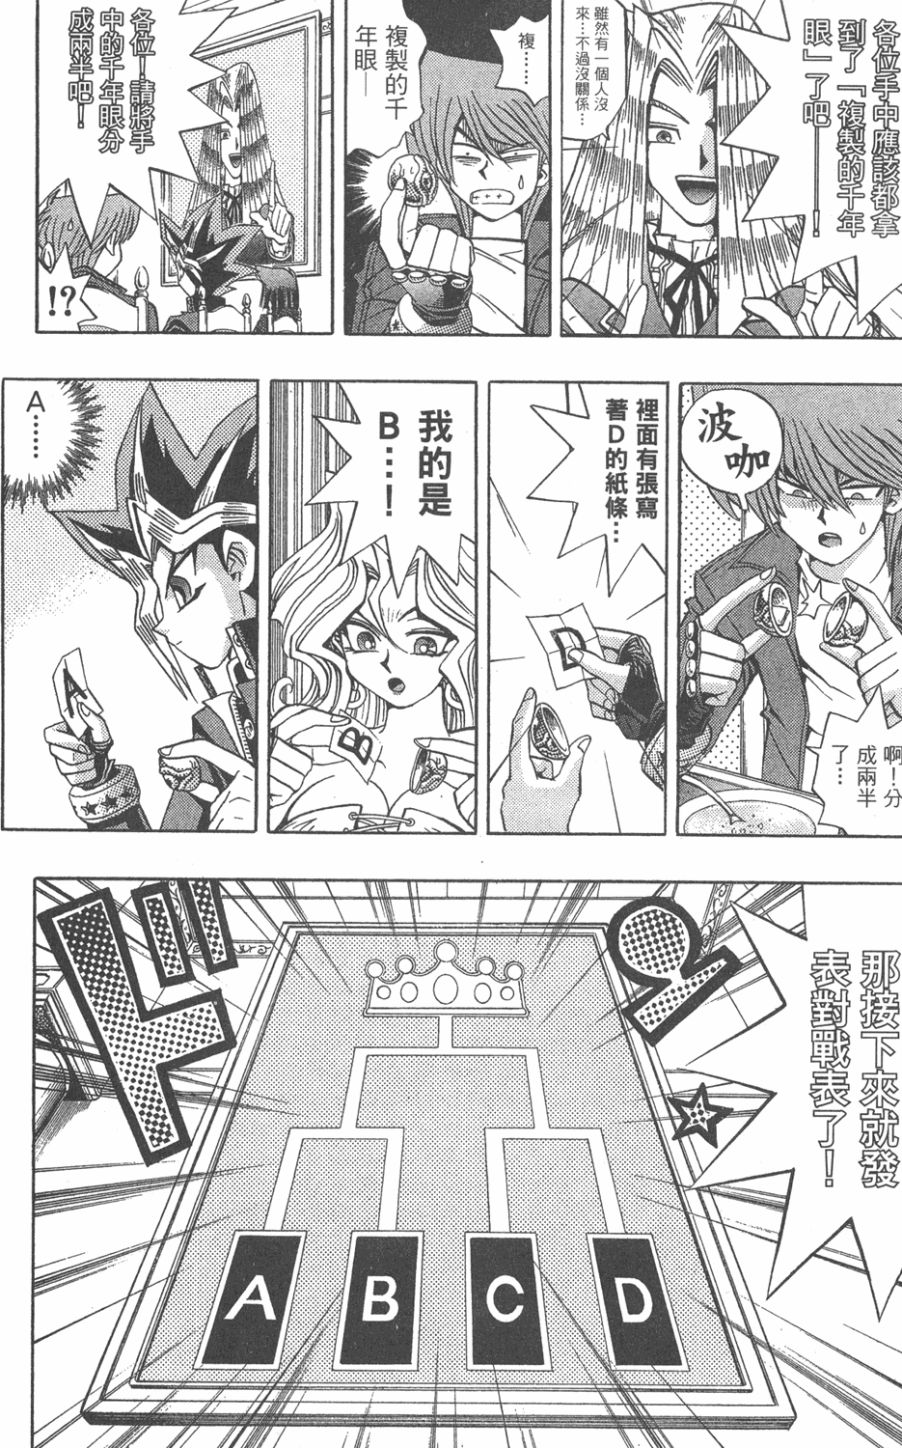 各位手中應該都拿
到了「複製的千年
眼」了吧——！
雖然有一個人沒
來…不過沒關係…
複……
複製的千
年眼—
各位！請將手
中的千年眼分
成兩半吧！
!?
波咖
啊！分
成兩半
了…
裡面有張寫
著D的紙條…
D
我的是
B…！
B
A……
A
那接下來就發
表對戰表了！
ドン
A
B
C
D